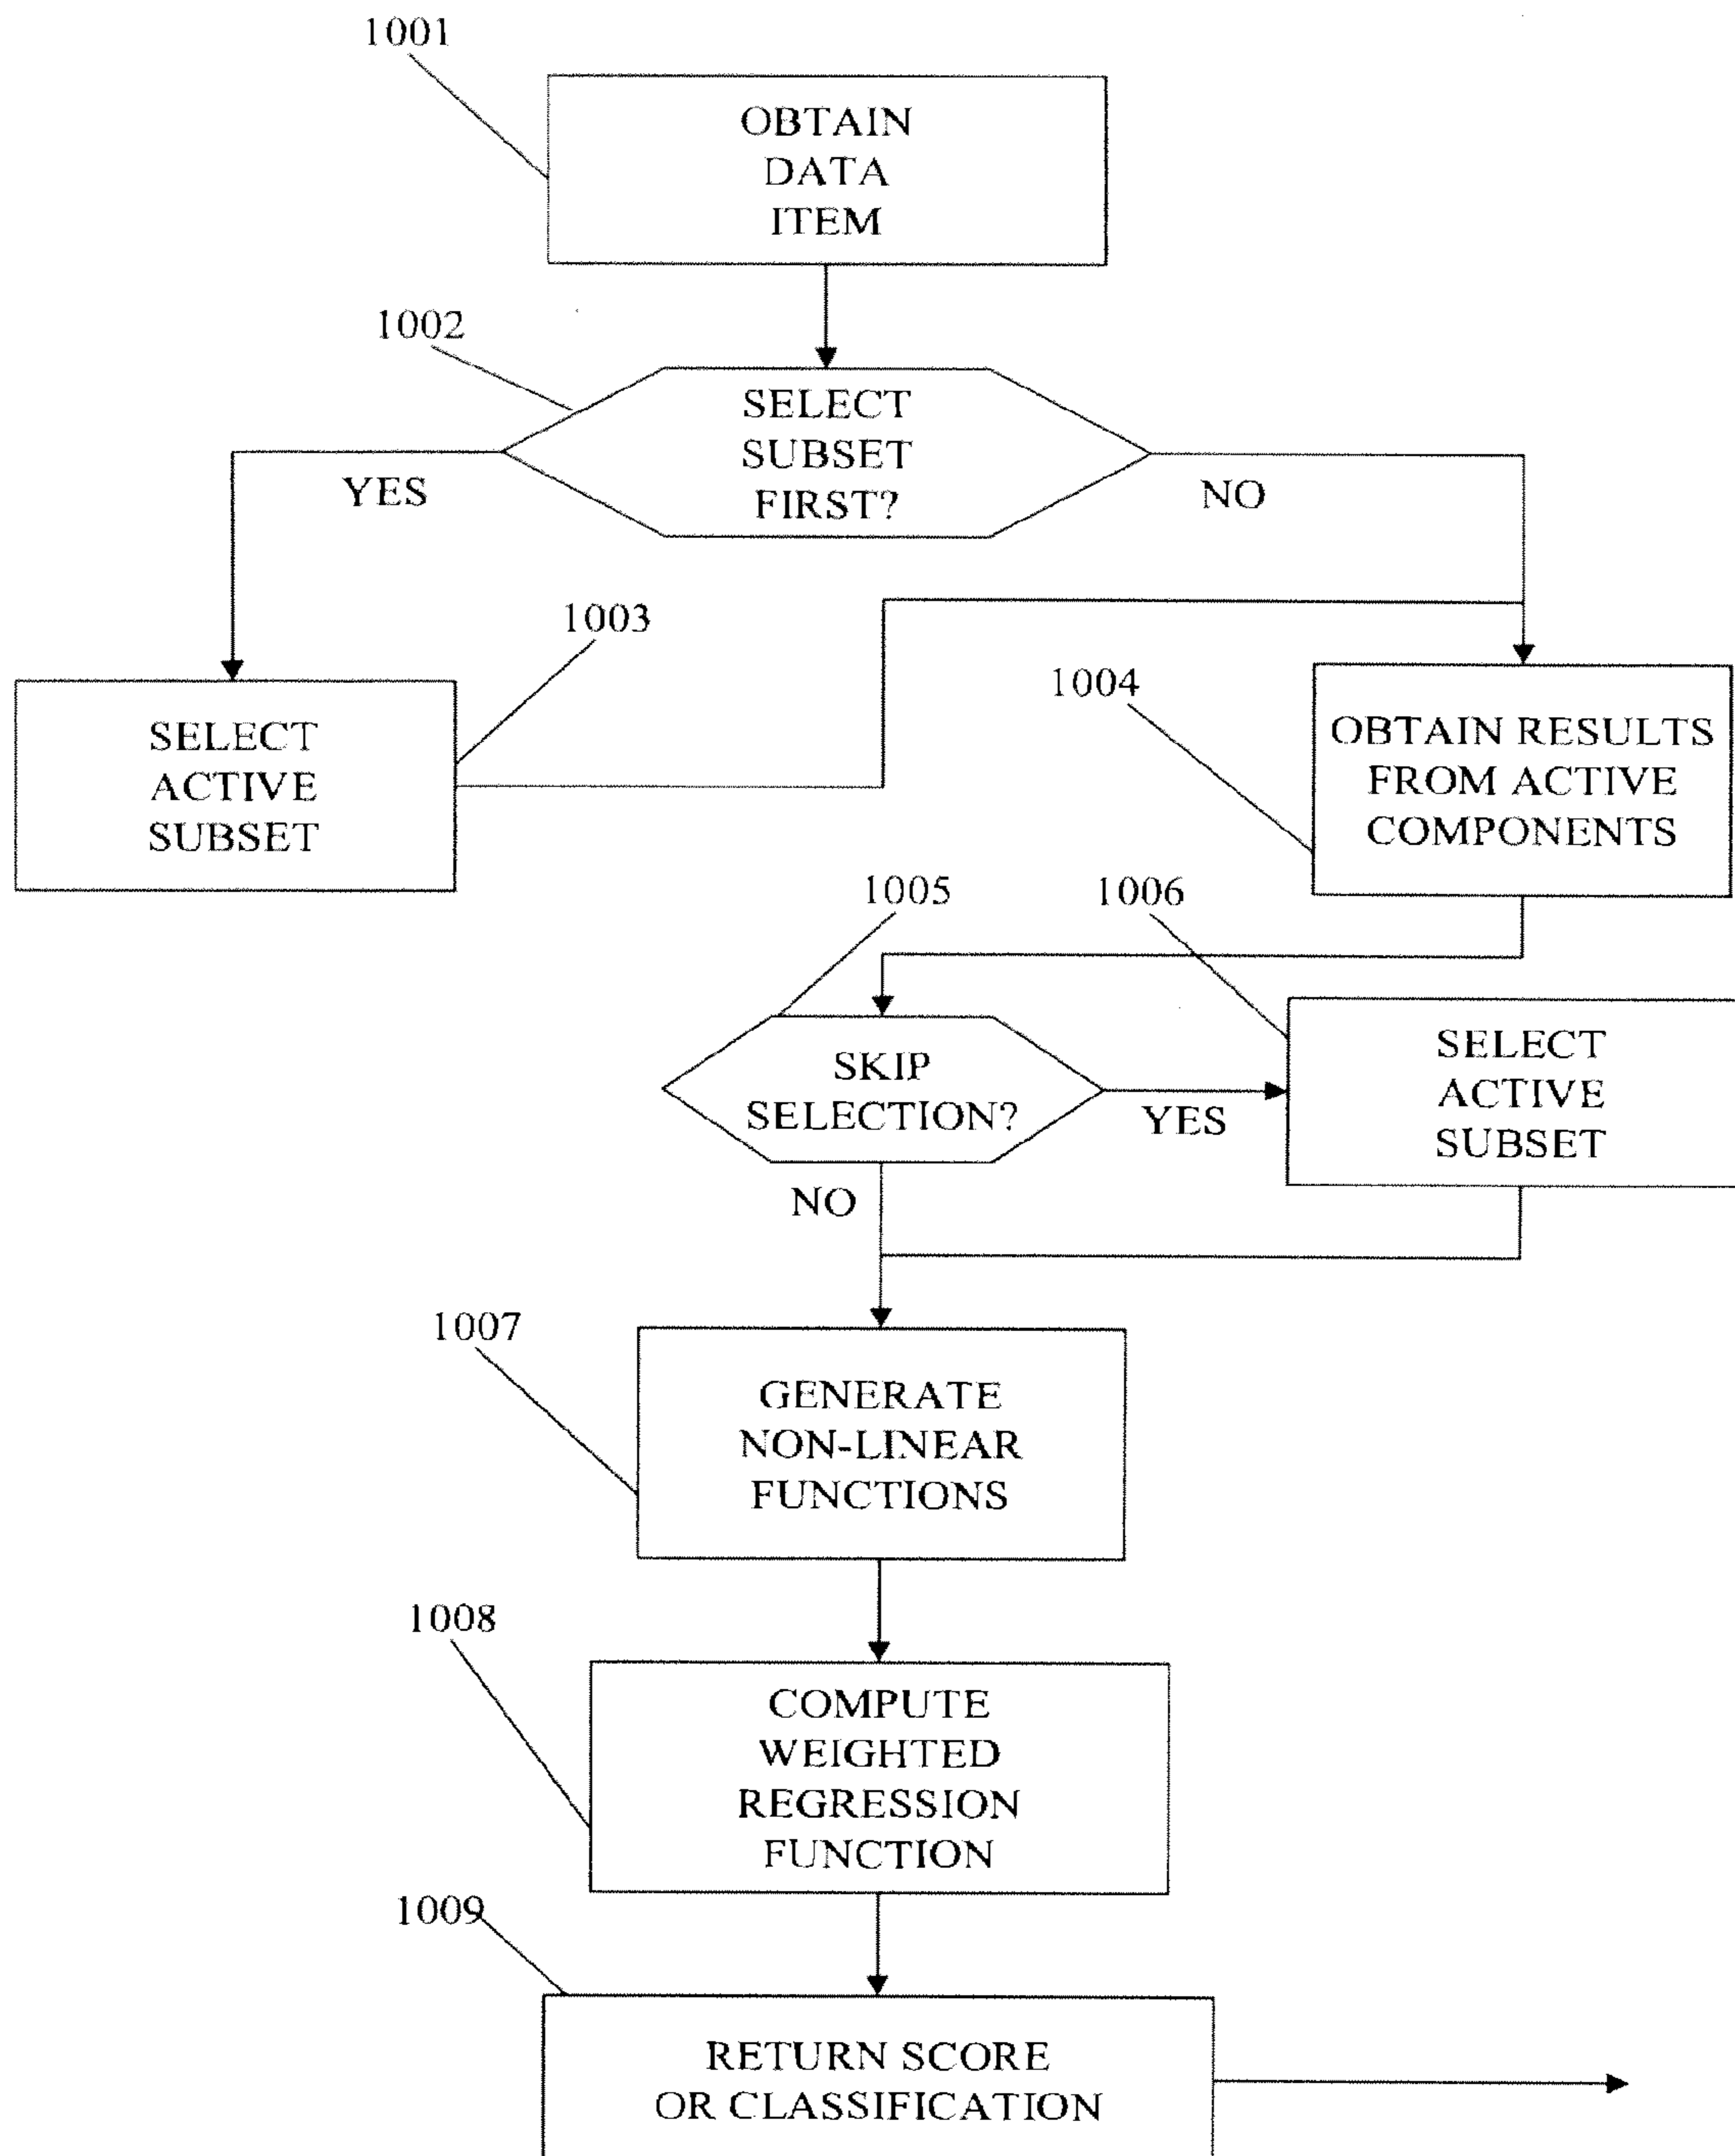 1001
OBTAIN
DATA
ITEM
1002
SELECT
SUBSET
FIRST?
YES
NO
1003
SELECT
ACTIVE
SUBSET
1004
OBTAIN RESULTS
FROM ACTIVE
COMPONENTS
1005
1006
SKIP
SELECTION?
YES
NO
SELECT
ACTIVE
SUBSET
1007
GENERATE
NON-LINEAR
FUNCTIONS
1008
COMPUTE
WEIGHTED
REGRESSION
FUNCTION
1009
RETURN SCORE
OR CLASSIFICATION